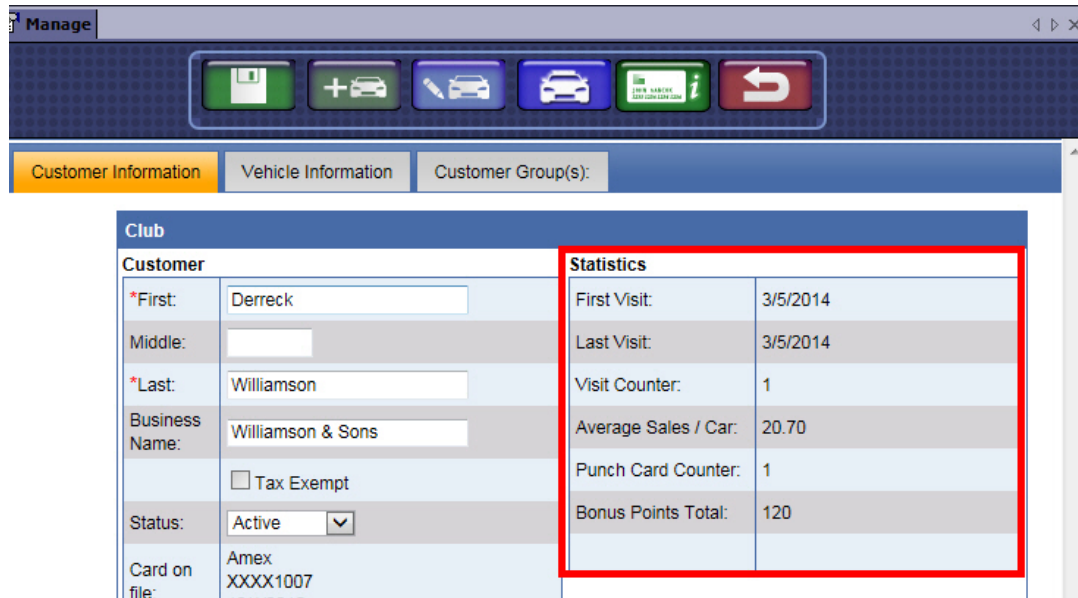 Manage
Customer Information Vehicle Information Customer Group(s):
Club
Customer Statistics
*First: Derreck First Visit: 3/5/2014
Middle: Last Visit: 3/5/2014
*Last: Williamson Visit Counter: 1
Business Name: Williamson & Sons Average Sales / Car: 20.70
Tax Exempt Punch Card Counter: 1
Status: Active Bonus Points Total: 120
Card on file: Amex
XXXX1007